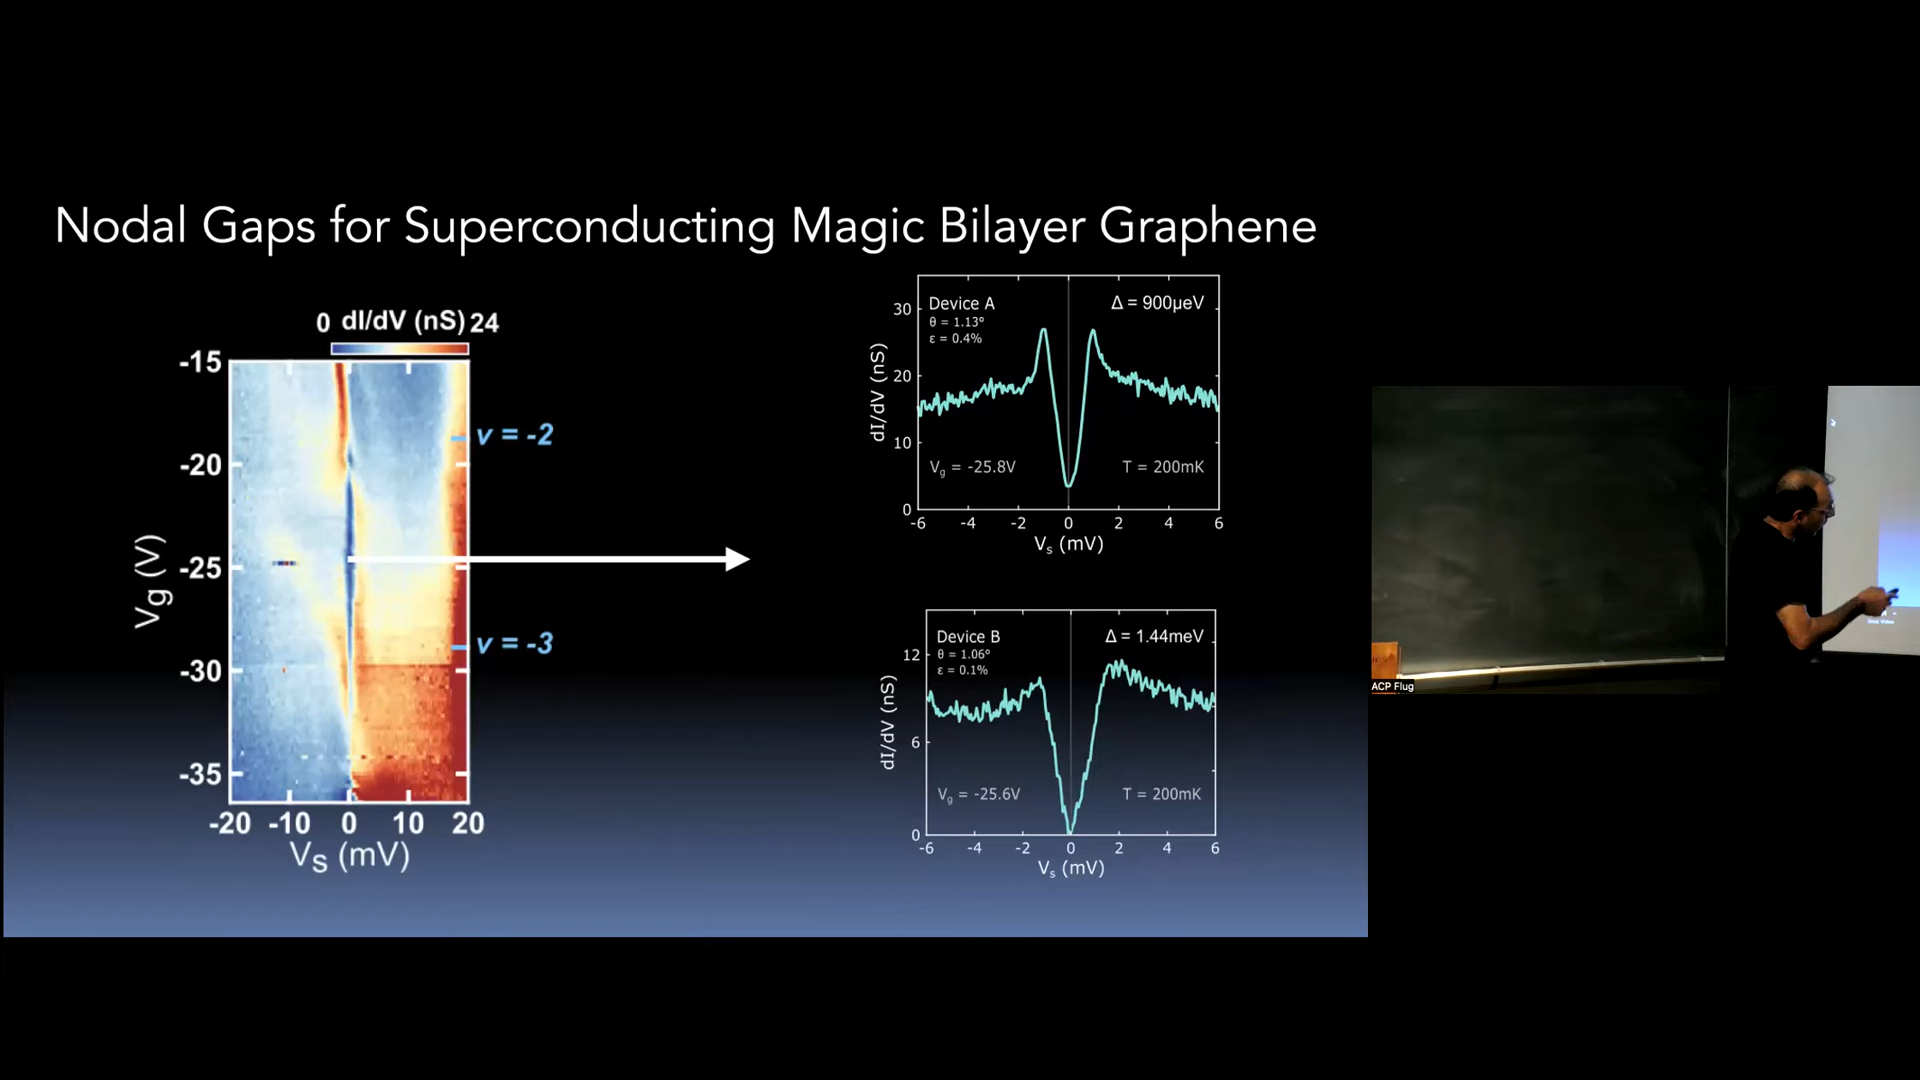 Nodal Gaps for Superconducting Magic Bilayer Graphene
0 dI/dV (nS) 24
-15
-20
-25
-30
-35
Vg (V)
ν = -2
ν = -3
-20 -10 0 10 20
Vs (mV)
Device A
θ = 1.13°
ε = 0.4%
Δ = 900μeV
Vg = -25.8V
T = 200mK
30
20
10
0
dI/dV (nS)
-6 -4 -2 0 2 4 6
Vs (mV)
Device B
θ = 1.06°
ε = 0.1%
Δ = 1.44meV
Vg = -25.6V
T = 200mK
12
6
0
dI/dV (nS)
-6 -4 -2 0 2 4 6
Vs (mV)
ACP Flug